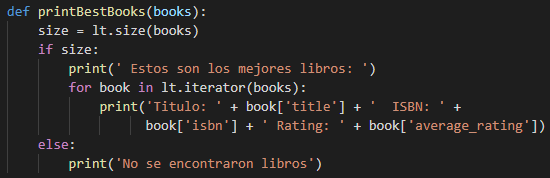 def printBestBooks(books):
    size = lt.size(books)
    if size:
        print(' Estos son los mejores libros: ')
        for book in lt.iterator(books):
            print('Titulo: ' + book['title'] + '  ISBN: ' +
                  book['isbn'] + ' Rating: ' + book['average_rating'])
    else:
        print('No se encontraron libros')